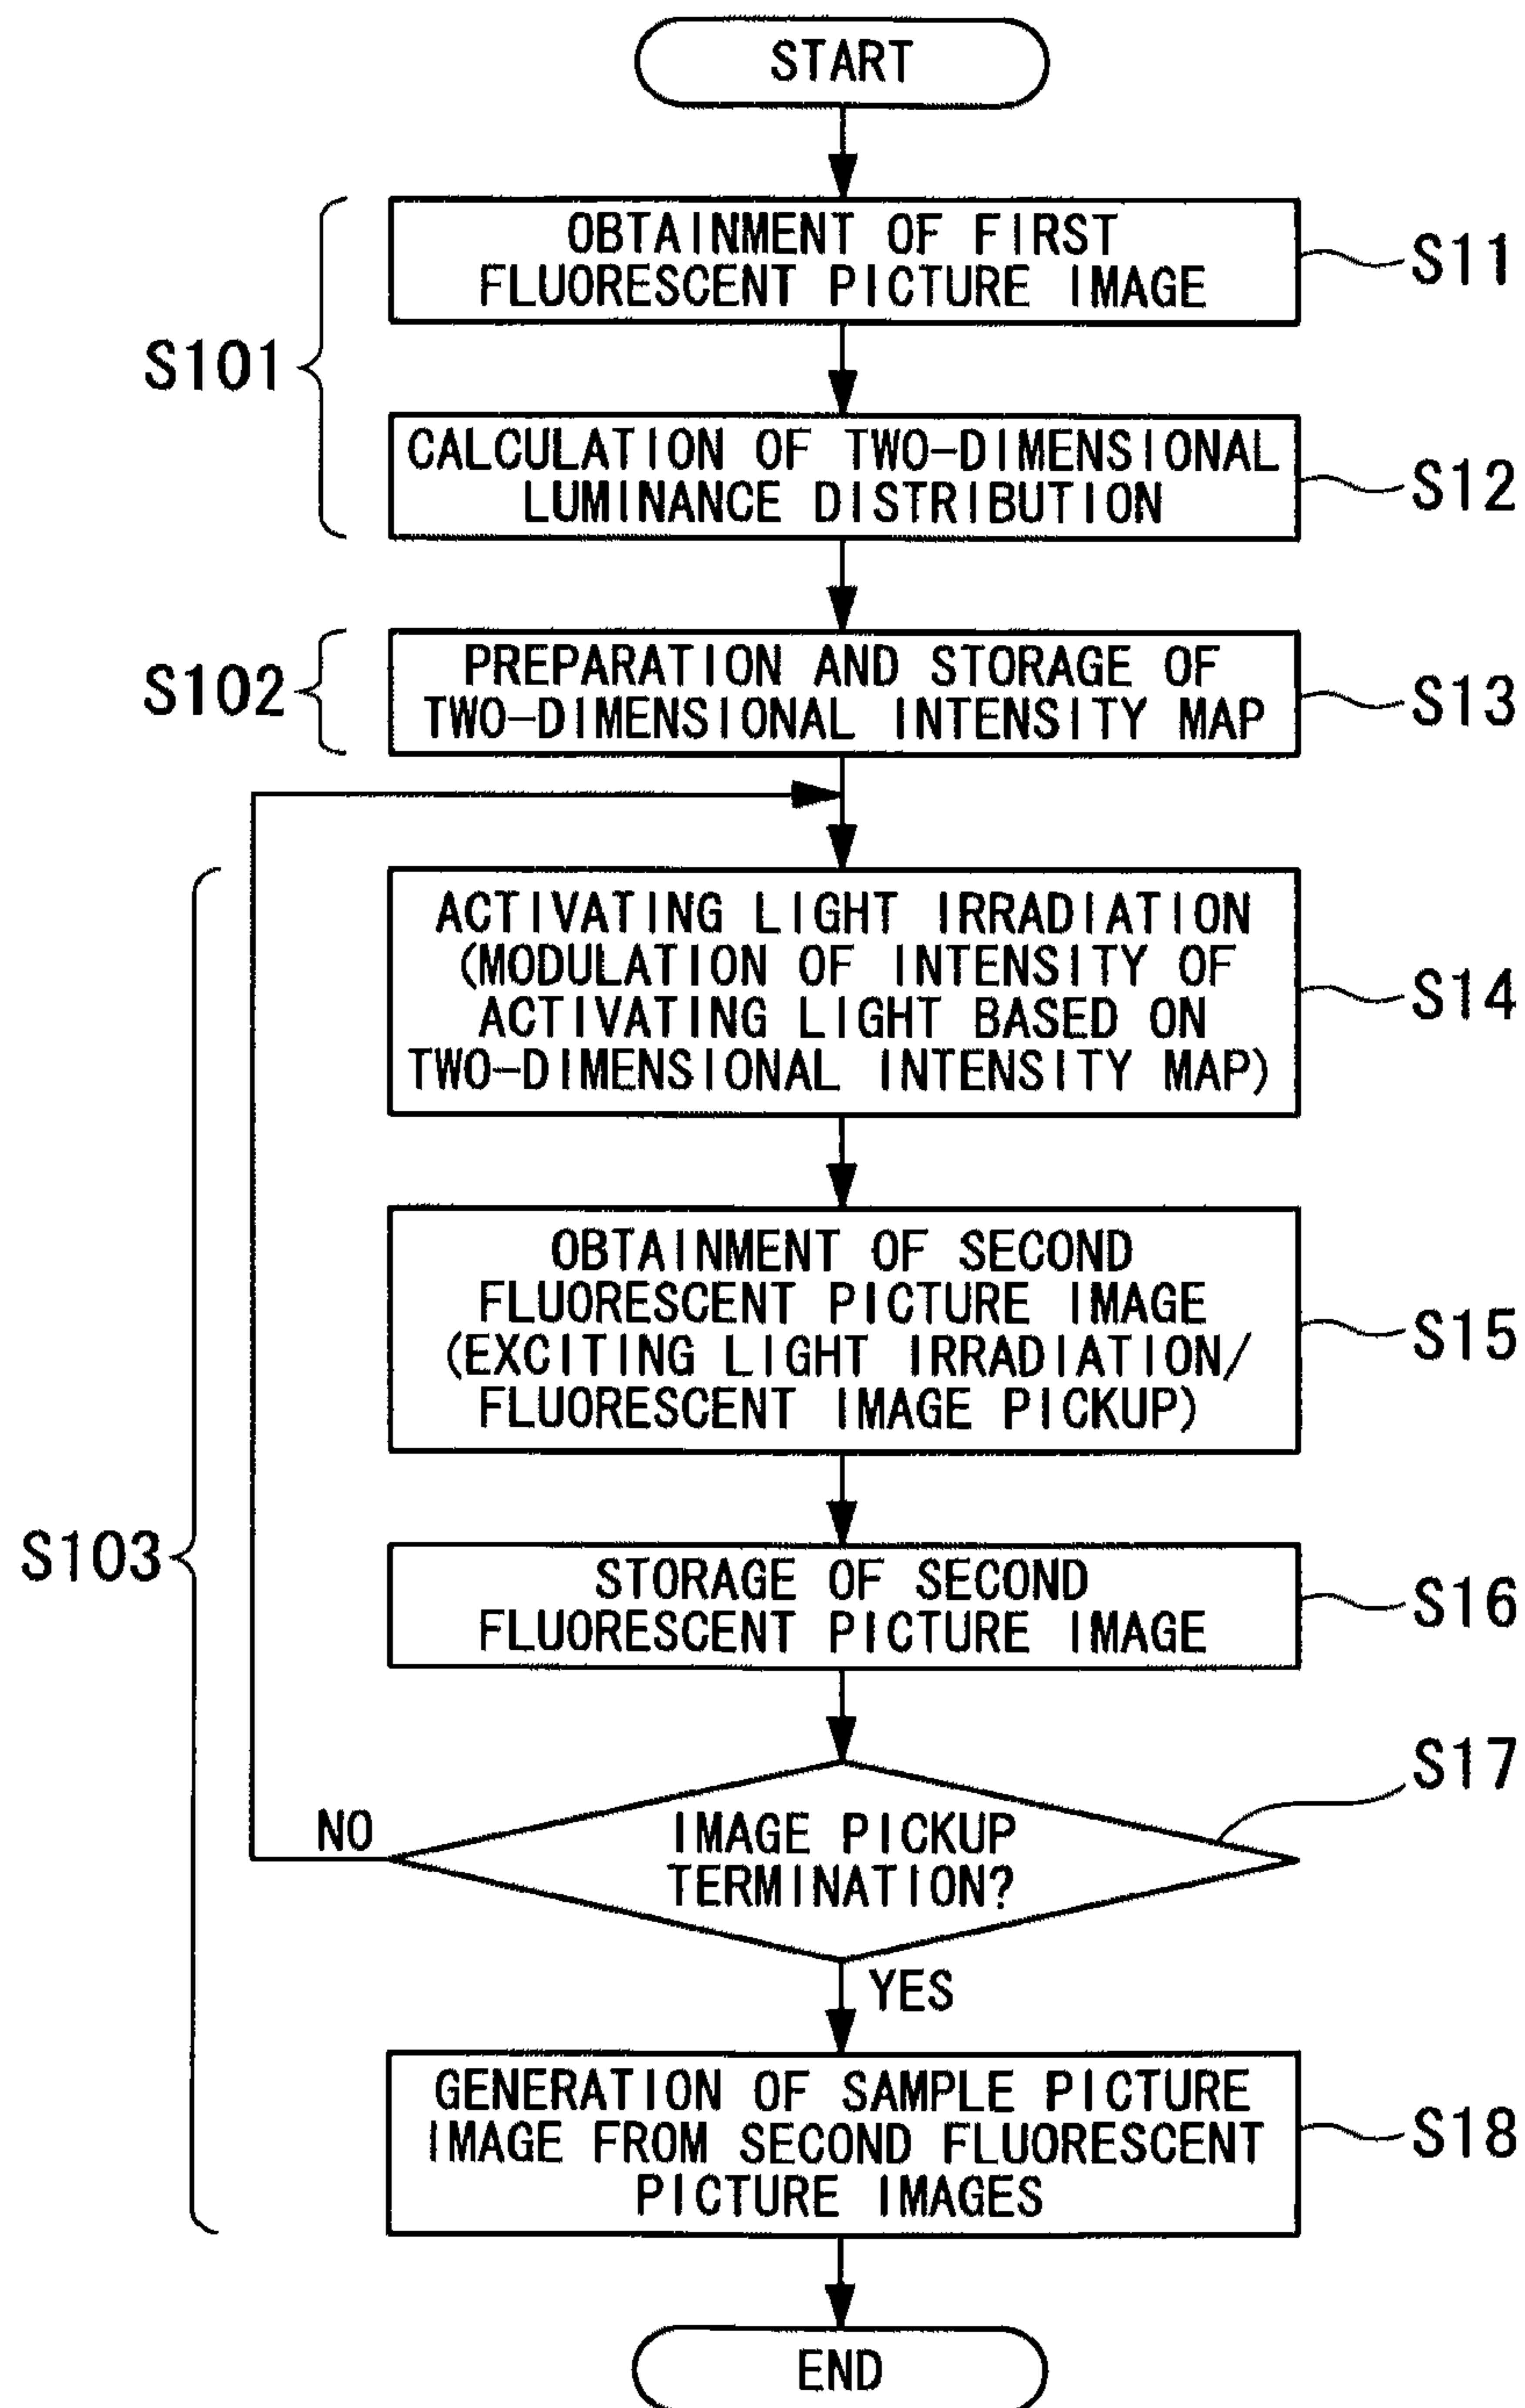 START
OBTAINMENT OF FIRST
FLUORESCENT PICTURE IMAGE
S11
S101
CALCULATION OF TWO-DIMENSIONAL
LUMINANCE DISTRIBUTION
S12
PREPARATION AND STORAGE OF
TWO-DIMENSIONAL INTENSITY MAP
S102
S13
ACTIVATING LIGHT IRRADIATION
(MODULATION OF INTENSITY OF
ACTIVATING LIGHT BASED ON
TWO-DIMENSIONAL INTENSITY MAP)
S14
OBTAINMENT OF SECOND
FLUORESCENT PICTURE IMAGE
(EXCITING LIGHT IRRADIATION/
FLUORESCENT IMAGE PICKUP)
S15
S103
STORAGE OF SECOND
FLUORESCENT PICTURE IMAGE
S16
S17
NO
IMAGE PICKUP
TERMINATION?
YES
GENERATION OF SAMPLE PICTURE
IMAGE FROM SECOND FLUORESCENT
PICTURE IMAGES
S18
END